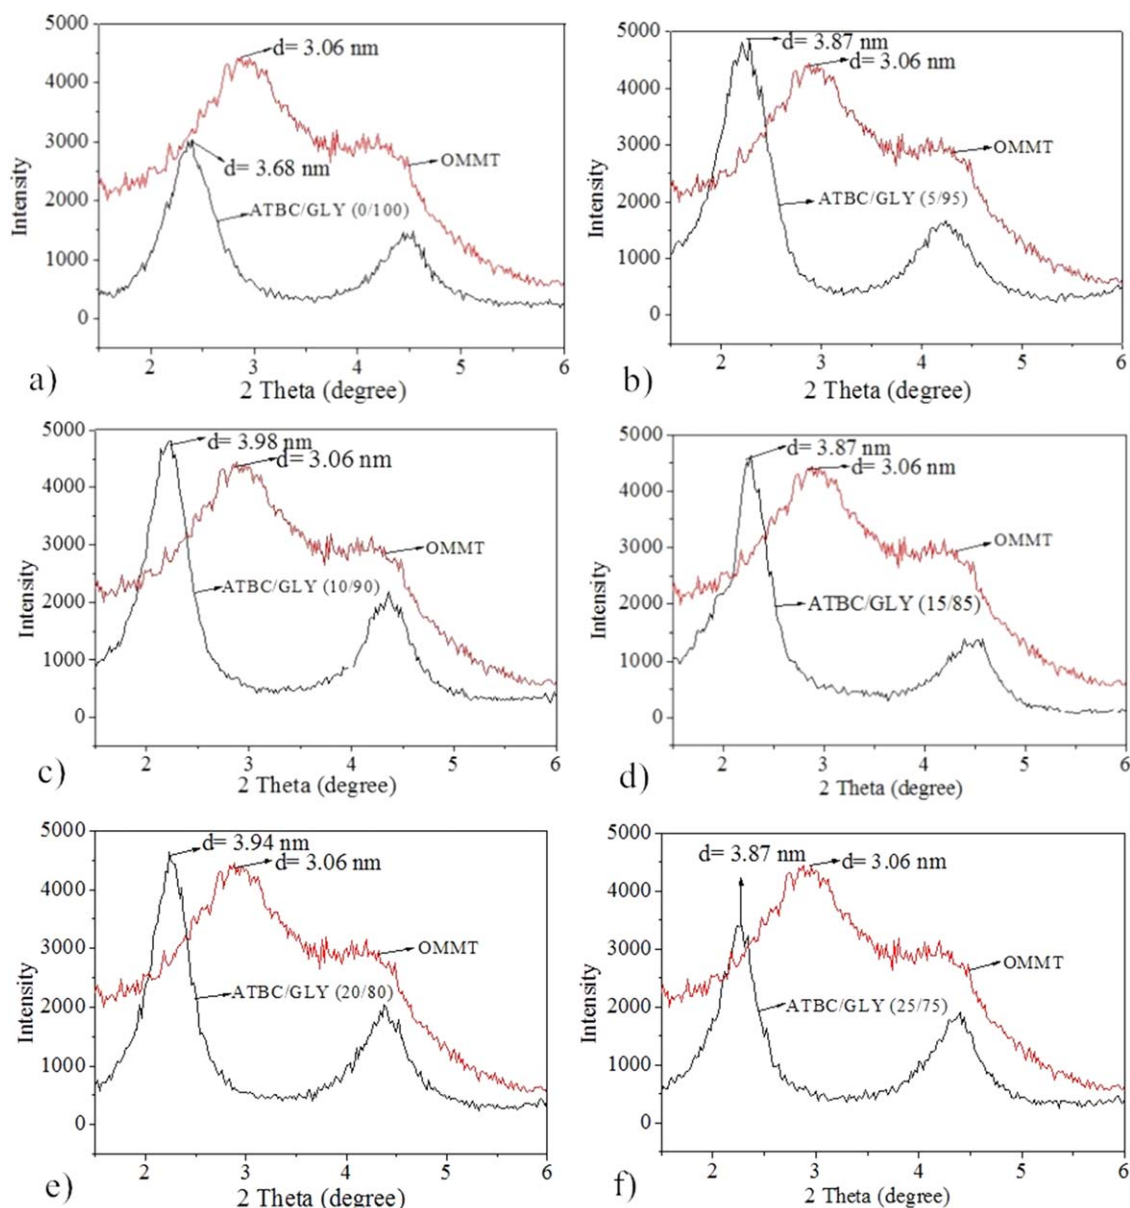 5000
4000
3000
2000
1000
0
Intensity
d= 3.06 nm
d= 3.68 nm
OMMT
ATBC/GLY (0/100)
2 3 4 5 6
2 Theta (degree)
a)
5000
4000
3000
2000
1000
0
Intensity
d= 3.87 nm
d= 3.06 nm
OMMT
ATBC/GLY (5/95)
2 3 4 5 6
2 Theta (degree)
b)
5000
4000
3000
2000
1000
0
Intensity
d= 3.98 nm
d= 3.06 nm
OMMT
ATBC/GLY (10/90)
2 3 4 5 6
2 Theta (degree)
c)
5000
4000
3000
2000
1000
0
Intensity
d= 3.87 nm
d= 3.06 nm
OMMT
ATBC/GLY (15/85)
2 3 4 5 6
2 Theta (degree)
d)
5000
4000
3000
2000
1000
0
Intensity
d= 3.94 nm
d= 3.06 nm
OMMT
ATBC/GLY (20/80)
2 3 4 5 6
2 Theta (degree)
e)
5000
4000
3000
2000
1000
0
Intensity
d= 3.87 nm
d= 3.06 nm
OMMT
ATBC/GLY (25/75)
2 3 4 5 6
2 Theta (degree)
f)